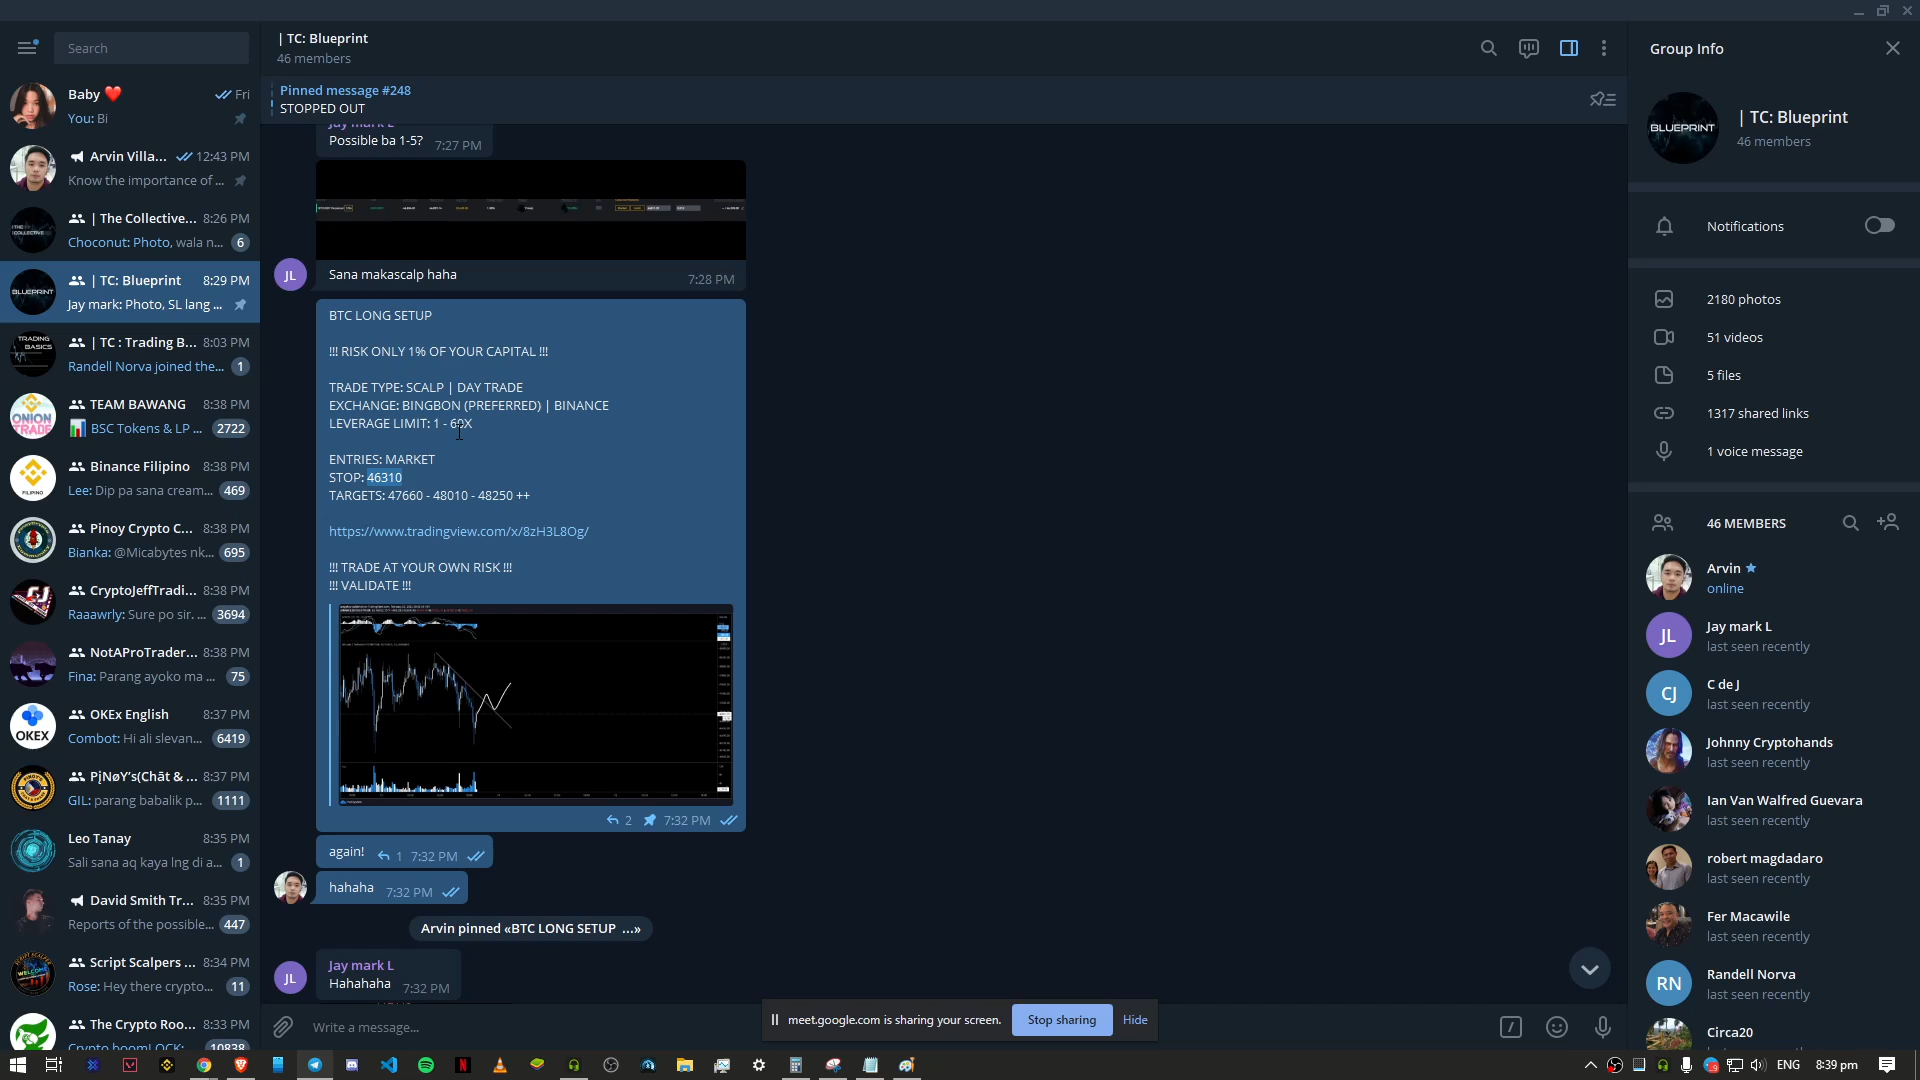 Search
Baby ❤️
Fri
You: Bi
Arvin Villa...
12:43 PM
Know the importance of ...
| The Collective...
8:26 PM
Choconut: Photo, wala n...
6
| TC: Blueprint
8:29 PM
Jay mark: Photo, SL lang ...
| TC : Trading B...
8:03 PM
Randell Norva joined the...
1
TEAM BAWANG
8:38 PM
📊 BSC Tokens & LP ...
2722
Binance Filipino
8:38 PM
Lee: Dip pa sana cream...
469
Pinoy Crypto C...
8:38 PM
Bianka: @Micabytes nk...
695
CryptoJeffTradi...
8:38 PM
Raaawrly: Sure po sir. ...
3694
NotAProTrader...
8:38 PM
Fina: Parang ayoko ma ...
75
OKEx English
8:37 PM
Combot: Hi ali slevan...
6419
PįNøY's(Chāt & ...
8:37 PM
GIL: parang babalik p...
1111
Leo Tanay
8:35 PM
Sali sana aq kaya lng di a...
1
David Smith Tr...
8:35 PM
Reports of the possible...
447
Script Scalpers ...
8:34 PM
Rose: Hey there crypto...
11
The Crypto Roo...
8:33 PM
Crypto boomLOCK:
10838
| TC: Blueprint
46 members
Pinned message #248
STOPPED OUT
Jay mark L
Possible ba 1-5?
7:27 PM
JL
Sana makascalp haha
7:28 PM
BTC LONG SETUP
!!! RISK ONLY 1% OF YOUR CAPITAL !!!
TRADE TYPE: SCALP | DAY TRADE
EXCHANGE: BINGBON (PREFERRED) | BINANCE
LEVERAGE LIMIT: 1 - 60X
ENTRIES: MARKET
STOP: 46310
TARGETS: 47660 - 48010 - 48250 ++
https://www.tradingview.com/x/8zH3L8Og/
!!! TRADE AT YOUR OWN RISK !!!
!!! VALIDATE !!!
2
7:32 PM
again!
1
7:32 PM
hahaha
7:32 PM
Arvin pinned «BTC LONG SETUP ...»
JL
Jay mark L
Hahahaha
7:32 PM
Write a message...
meet.google.com is sharing your screen.
Stop sharing
Hide
Group Info
BLUEPRINT
| TC: Blueprint
46 members
Notifications
2180 photos
51 videos
5 files
1317 shared links
1 voice message
46 MEMBERS
Arvin
online
JL
Jay mark L
last seen recently
CJ
C de J
last seen recently
Johnny Cryptohands
last seen recently
Ian Van Walfred Guevara
last seen recently
robert magdadaro
last seen recently
Fer Macawile
last seen recently
RN
Randell Norva
last seen recently
Circa20
ENG
8:39 pm